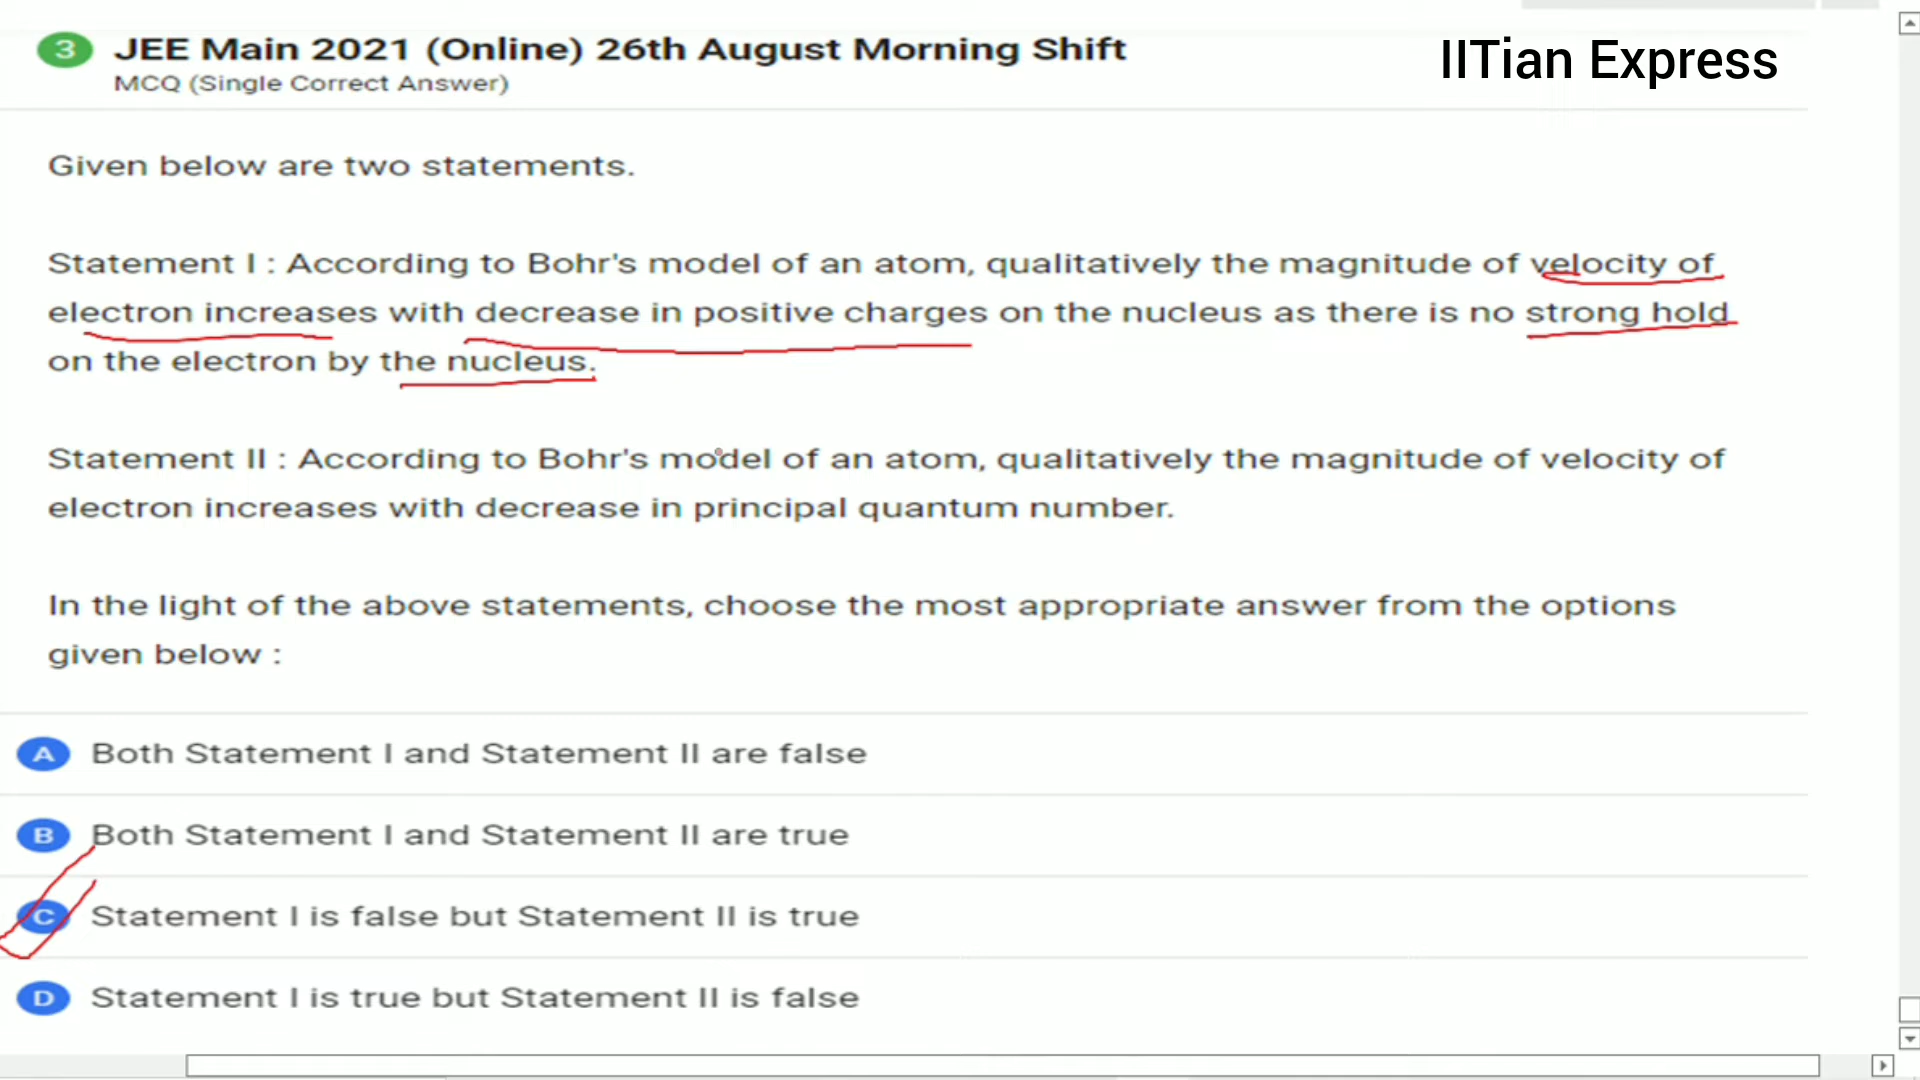 3 JEE Main 2021 (Online) 26th August Morning Shift
IITian Express
MCQ (Single Correct Answer)
Given below are two statements.
Statement I : According to Bohr's model of an atom, qualitatively the magnitude of velocity of
electron increases with decrease in positive charges on the nucleus as there is no strong hold
on the electron by the nucleus.
Statement II : According to Bohr's model of an atom, qualitatively the magnitude of velocity of
electron increases with decrease in principal quantum number.
In the light of the above statements, choose the most appropriate answer from the options
given below :
A Both Statement I and Statement II are false
B Both Statement I and Statement II are true
C Statement I is false but Statement II is true
D Statement I is true but Statement II is false